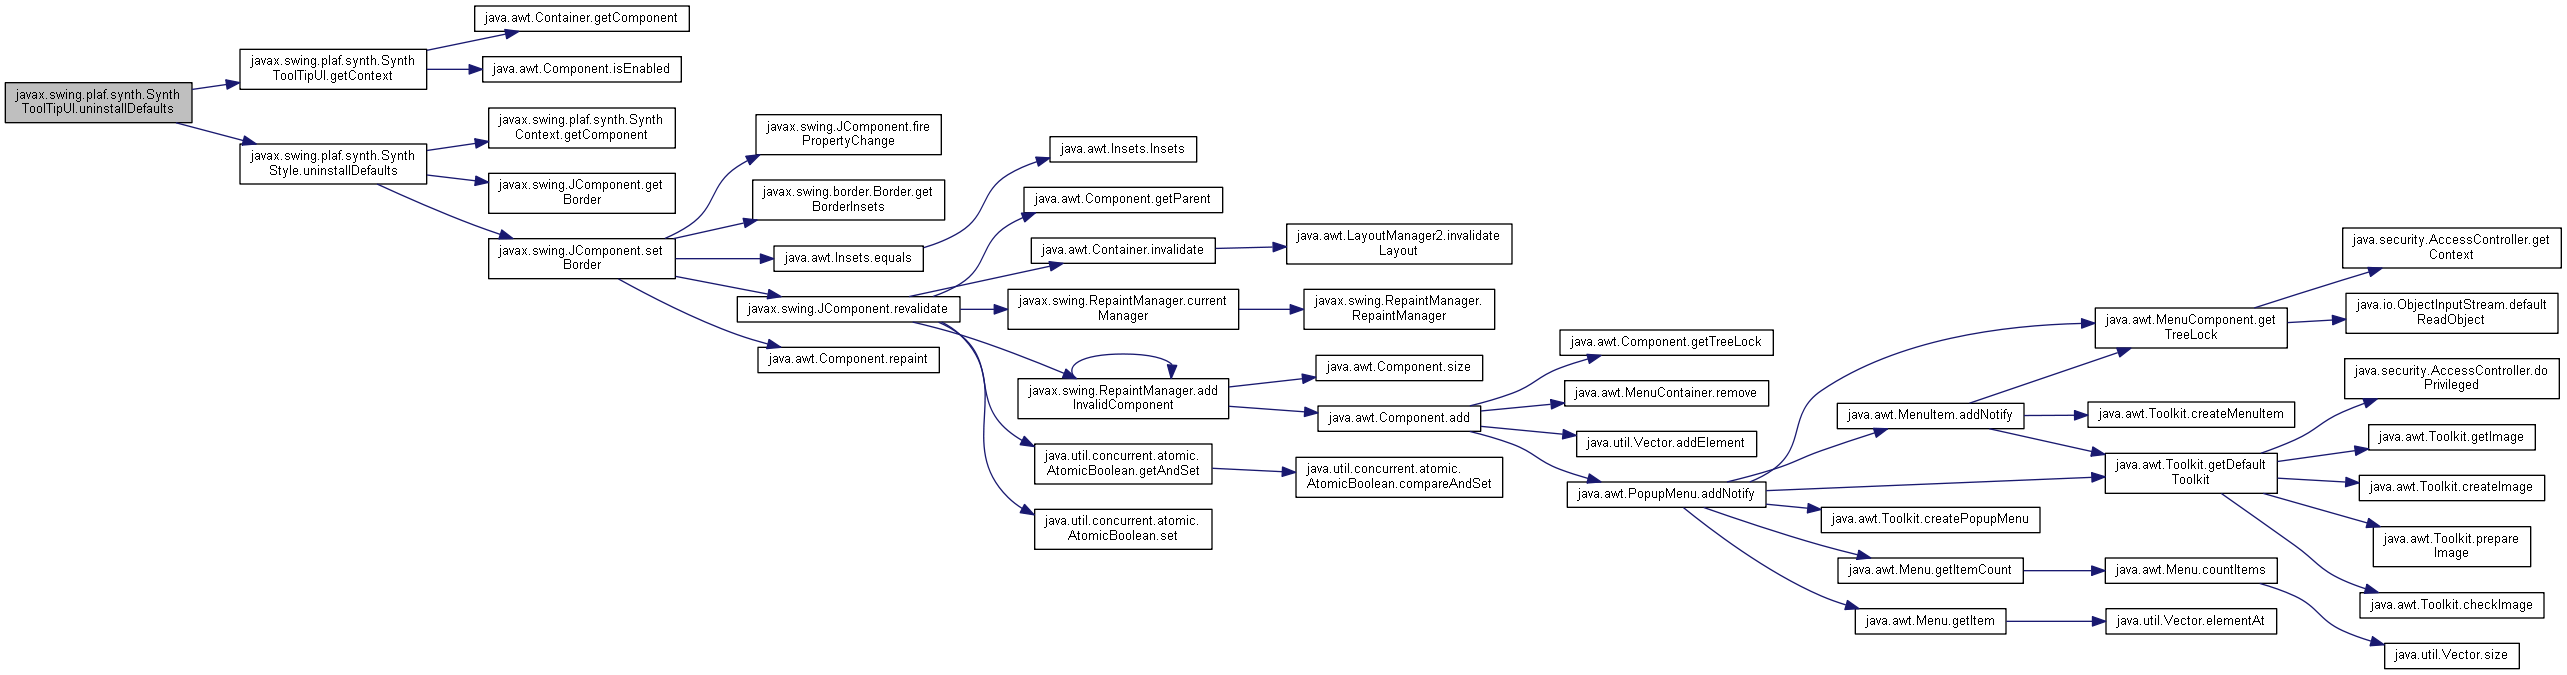 javax.swing.plaf.synth.Synth
ToolTipUI.uninstallDefaults
javax.swing.plaf.synth.Synth
ToolTipUI.getContext
javax.swing.plaf.synth.Synth
Style.uninstallDefaults
java.awt.Container.getComponent
java.awt.Component.isEnabled
javax.swing.plaf.synth.Synth
Context.getComponent
javax.swing.JComponent.get
Border
javax.swing.JComponent.set
Border
javax.swing.JComponent.fire
PropertyChange
javax.swing.border.Border.get
BorderInsets
java.awt.Insets.equals
javax.swing.JComponent.revalidate
java.awt.Component.repaint
java.awt.Insets.Insets
java.awt.Component.getParent
java.awt.Container.invalidate
javax.swing.RepaintManager.current
Manager
javax.swing.RepaintManager.add
InvalidComponent
java.util.concurrent.atomic.
AtomicBoolean.getAndSet
java.util.concurrent.atomic.
AtomicBoolean.set
java.awt.LayoutManager2.invalidate
Layout
javax.swing.RepaintManager.
RepaintManager
java.awt.Component.size
java.awt.Component.add
java.util.concurrent.atomic.
AtomicBoolean.compareAndSet
java.awt.Component.getTreeLock
java.awt.MenuContainer.remove
java.util.Vector.addElement
java.awt.PopupMenu.addNotify
java.awt.MenuItem.addNotify
java.awt.Toolkit.createPopupMenu
java.awt.Menu.getItemCount
java.awt.Menu.getItem
java.awt.MenuComponent.get
TreeLock
java.awt.Toolkit.createMenuItem
java.awt.Toolkit.getDefault
Toolkit
java.awt.Menu.countItems
java.util.Vector.elementAt
java.security.AccessController.get
Context
java.io.ObjectInputStream.default
ReadObject
java.security.AccessController.do
Privileged
java.awt.Toolkit.getImage
java.awt.Toolkit.createImage
java.awt.Toolkit.prepare
Image
java.awt.Toolkit.checkImage
java.util.Vector.size